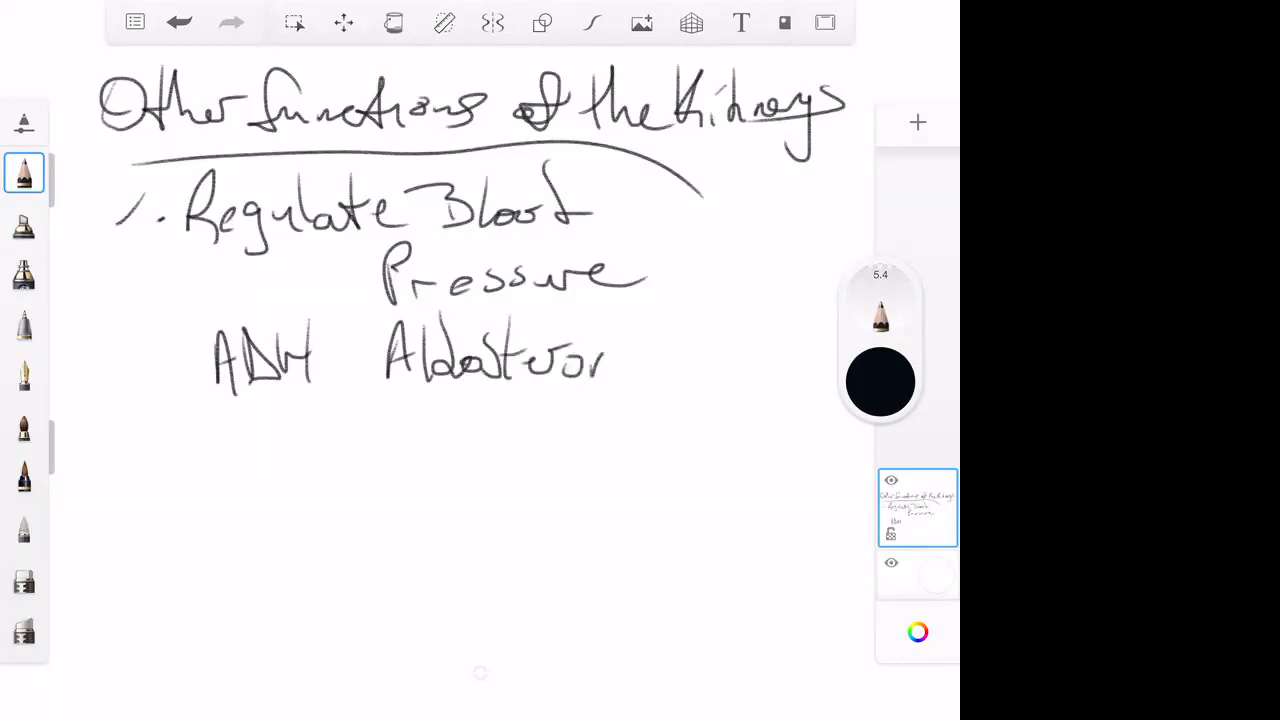 Other functions of the Kidneys
1. Regulate Blood
Pressure
ADH Aldosteron
5.4